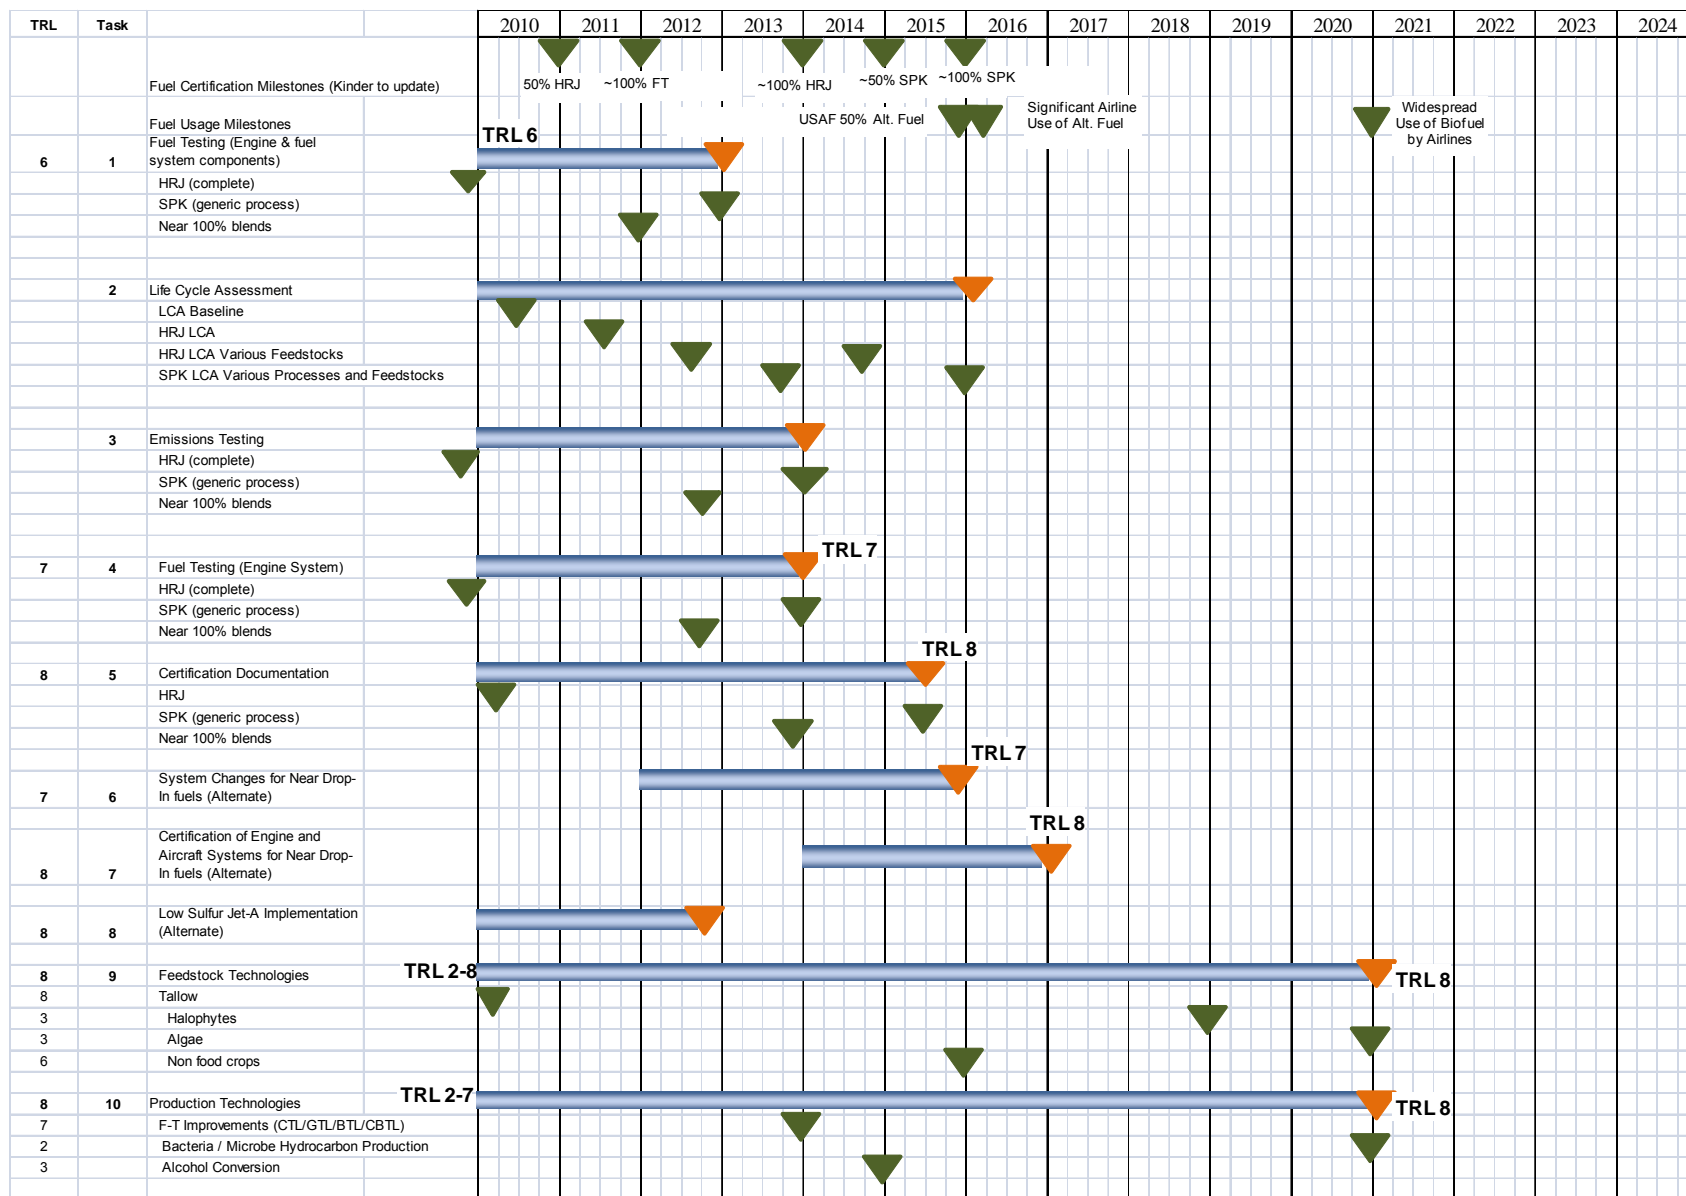 TRL Task 2010 2011 2012 2013 2014 2015 2016 2017 2018 2019 2020 2021 2022 2023 2024
50% HRJ ~100% FT ~100% HRJ ~50% SPK ~100% SPK
Fuel Certification Milestones (Kinder to update)
Fuel Usage Milestones
USAF 50% Alt. Fuel
Significant Airline
Use of Alt. Fuel
Widespread
Use of Biofuel
by Airlines
TRL 6
6 1 Fuel Testing (Engine & fuel
system components)
HRJ (complete)
SPK (generic process)
Near 100% blends
2 Life Cycle Assessment
LCA Baseline
HRJ LCA
HRJ LCA Various Feedstocks
SPK LCA Various Processes and Feedstocks
3 Emissions Testing
HRJ (complete)
SPK (generic process)
Near 100% blends
TRL 7
7 4 Fuel Testing (Engine System)
HRJ (complete)
SPK (generic process)
Near 100% blends
TRL 8
8 5 Certification Documentation
HRJ
SPK (generic process)
Near 100% blends
TRL 7
System Changes for Near Drop-
7 6 In fuels (Alternate)
TRL 8
Certification of Engine and
Aircraft Systems for Near Drop-
8 7 In fuels (Alternate)
Low Sulfur Jet-A Implementation
8 8 (Alternate)
8 9 Feedstock Technologies TRL 2-8 TRL 8
8 Tallow
3 Halophytes
3 Algae
6 Non food crops
8 10 Production Technologies TRL 2-7 TRL 8
7 F-T Improvements (CTL/GTL/BTL/CBTL)
2 Bacteria / Microbe Hydrocarbon Production
3 Alcohol Conversion